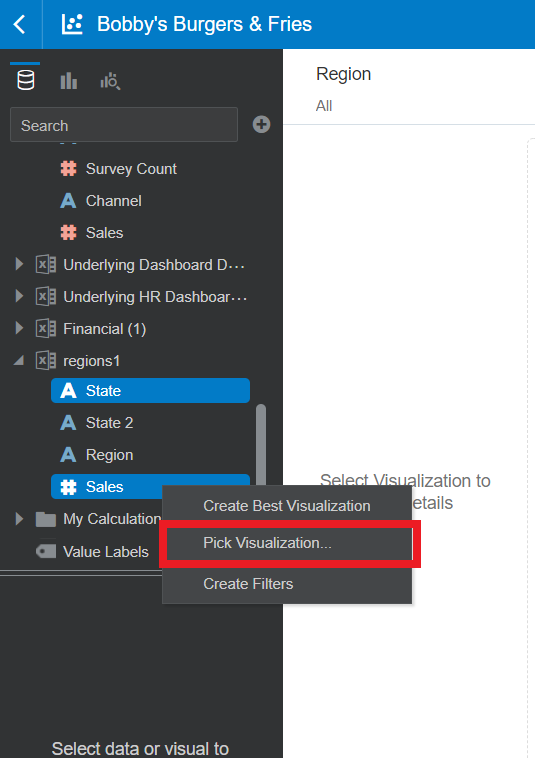 Bobby's Burgers & Fries
Region
All
Search
Survey Count
Channel
Sales
Underlying Dashboard D...
Underlying HR Dashboar...
Financial (1)
regions1
State
State 2
Region
Sales
Select Visualization to
etails
Create Best Visualization
My Calculation
Pick Visualization...
Value Labels
Create Filters
Select data or visual to